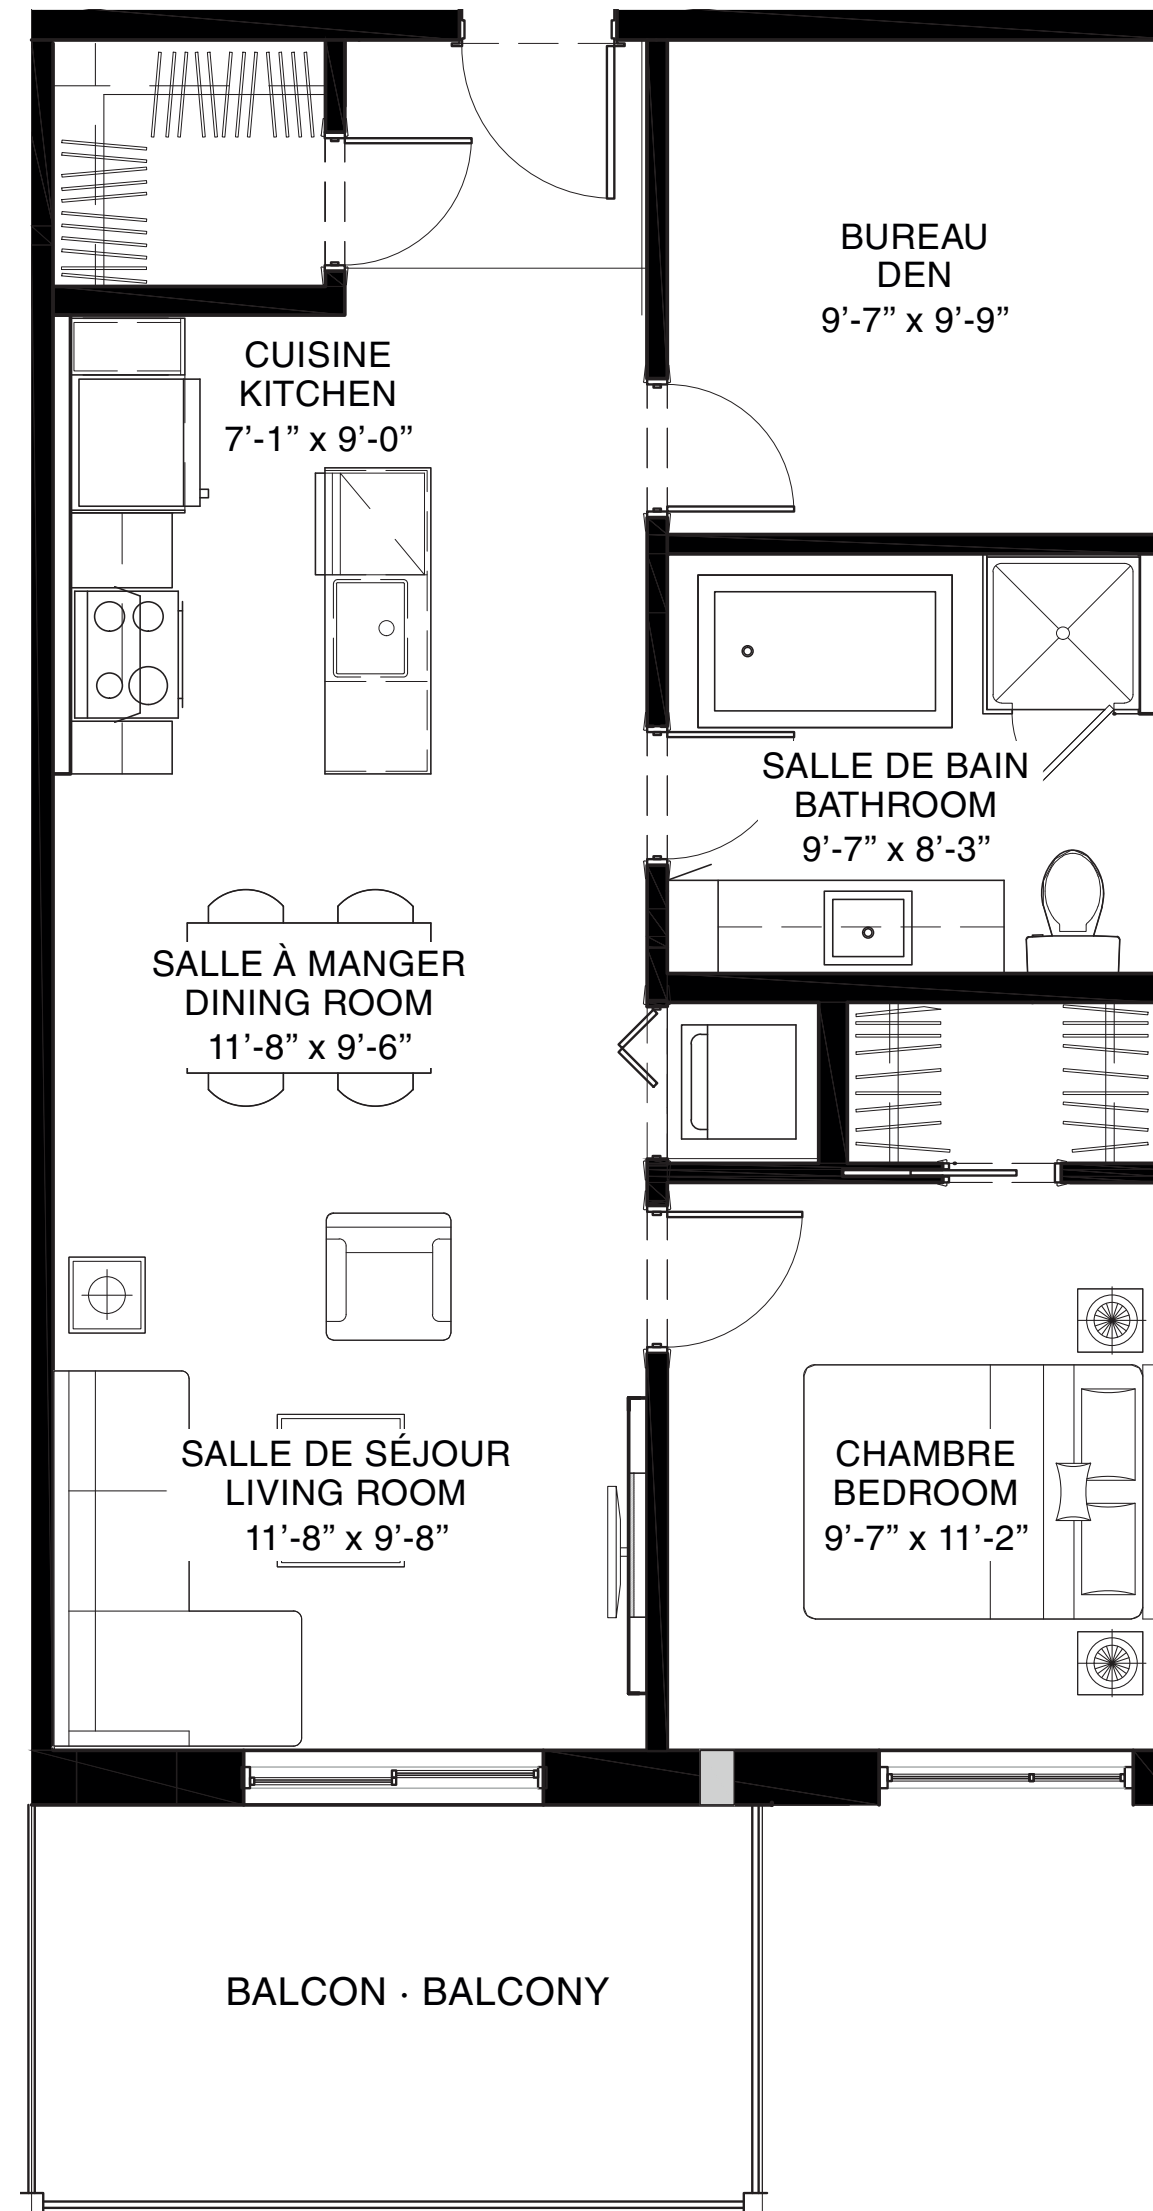 BUREAU
DEN
9’-7” x 9’-9”
CUISINE
KITCHEN
7’-1” x 9’-0”
SALLE DE BAIN
BATHROOM
9’-7” x 8’-3”
SALLE À MANGER
DINING ROOM
11’-8” x 9’-6”
SALLE DE SÉJOUR
LIVING ROOM
11’-8” x 9’-8”
CHAMBRE
BEDROOM
9’-7” x 11’-2”
BALCON · BALCONY